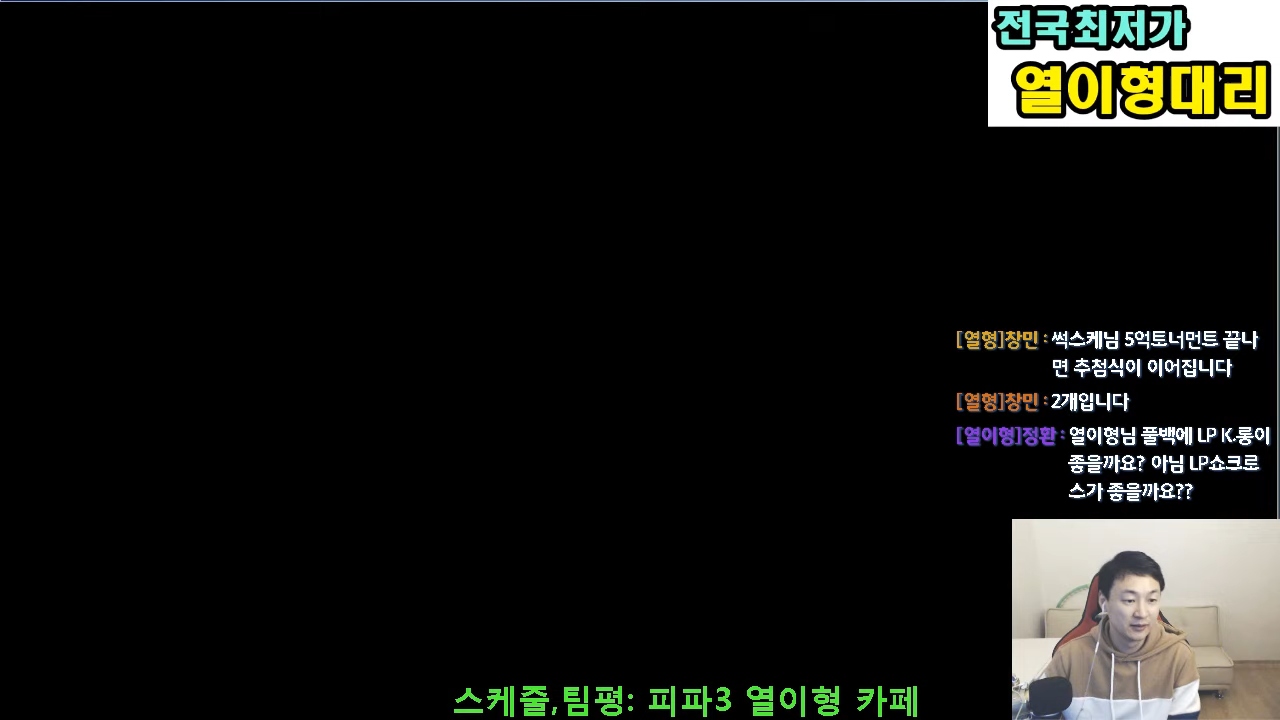 전국최저가
열이형대리
[열형]창민 : 썩스케님 5억토너먼트 끝나
면 추첨식이 이어집니다
[열형]창민 : 2개입니다
[열이형]정환 : 열이형님 풀백에 LP K.롱이
좋을까요? 아님 LP쇼크로
스가 좋을까요??
스케줄,팀평: 피파3 열이형 카페